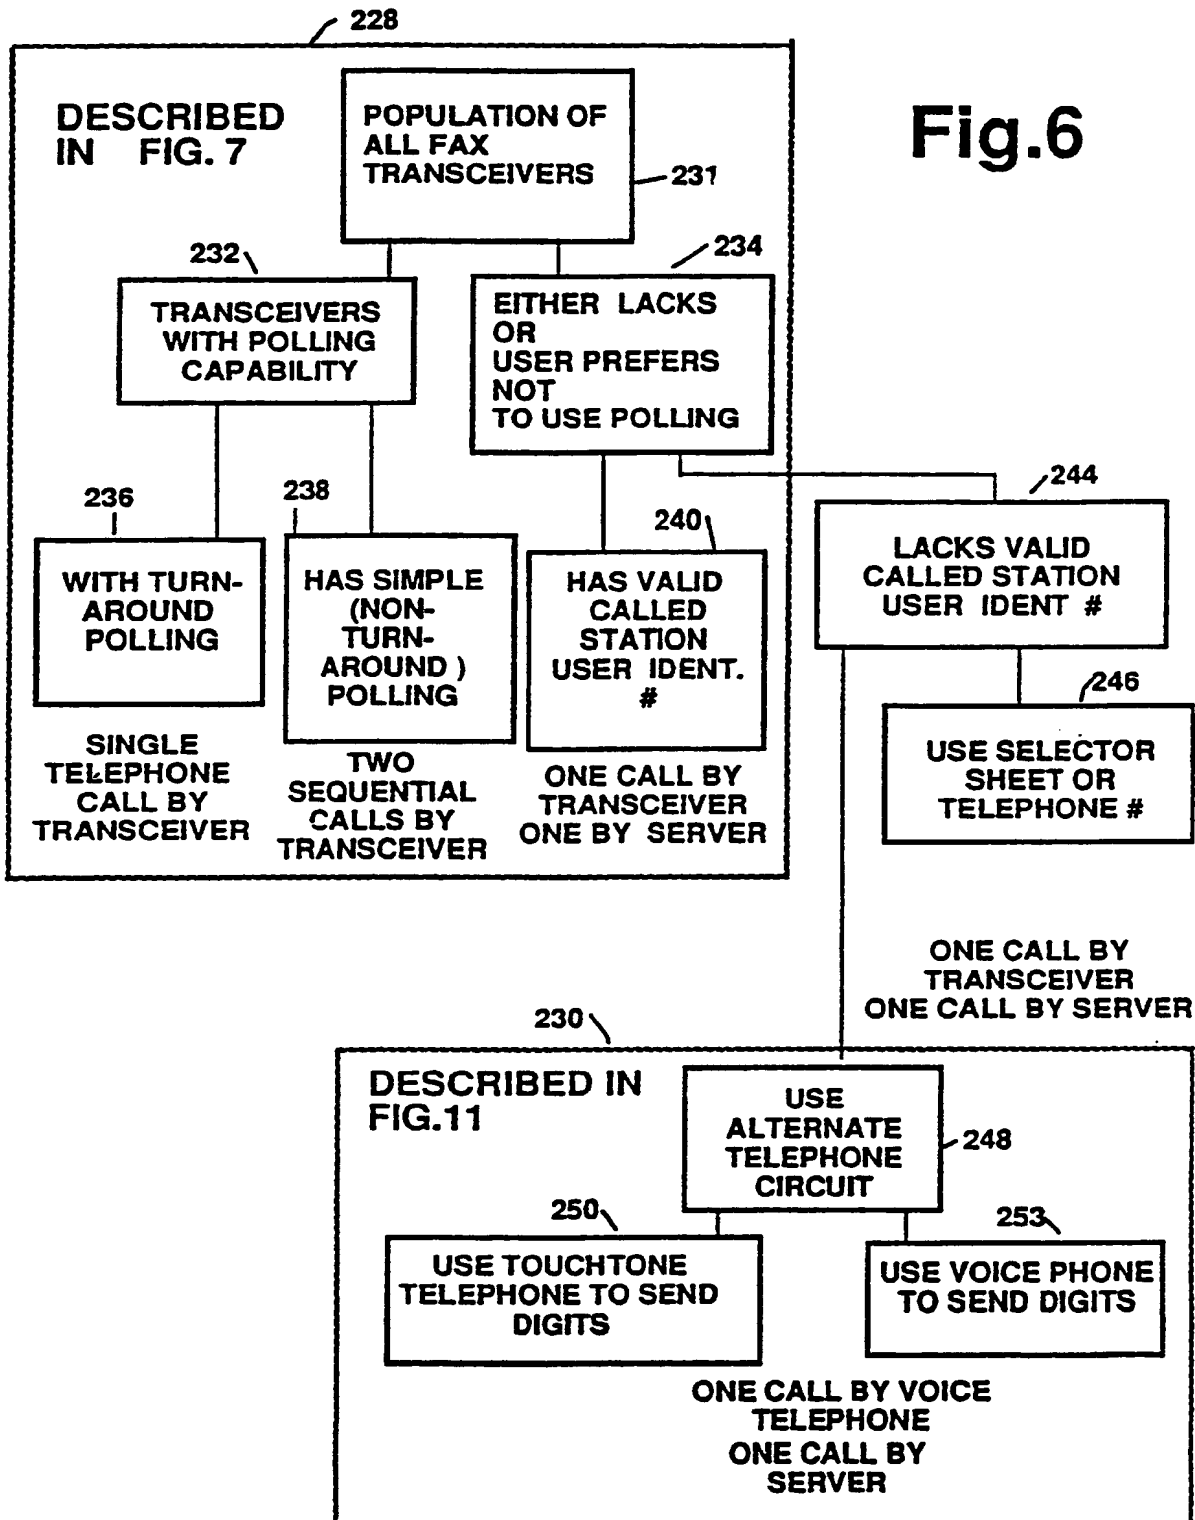 228
DESCRIBED
IN FIG. 7
POPULATION OF
ALL FAX
TRANSCEIVERS
231
Fig.6
232
234
TRANSCEIVERS
WITH POLLING
CAPABILITY
EITHER LACKS
OR
USER PREFERS
NOT
TO USE POLLING
236
238
240
244
WITH TURN-
AROUND
POLLING
HAS SIMPLE
(NON-
TURN-
AROUND )
POLLING
HAS VALID
CALLED
STATION
USER IDENT.
#
LACKS VALID
CALLED STATION
USER IDENT #
246
USE SELECTOR
SHEET OR
TELEPHONE #
SINGLE
TELEPHONE
CALL BY
TRANSCEIVER
TWO
SEQUENTIAL
CALLS BY
TRANSCEIVER
ONE CALL BY
TRANSCEIVER
ONE BY SERVER
ONE CALL BY
TRANSCEIVER
ONE CALL BY SERVER
230
DESCRIBED IN
FIG.11
USE
ALTERNATE
TELEPHONE
CIRCUIT
248
250
253
USE TOUCHTONE
TELEPHONE TO SEND
DIGITS
USE VOICE PHONE
TO SEND DIGITS
ONE CALL BY VOICE
TELEPHONE
ONE CALL BY
SERVER